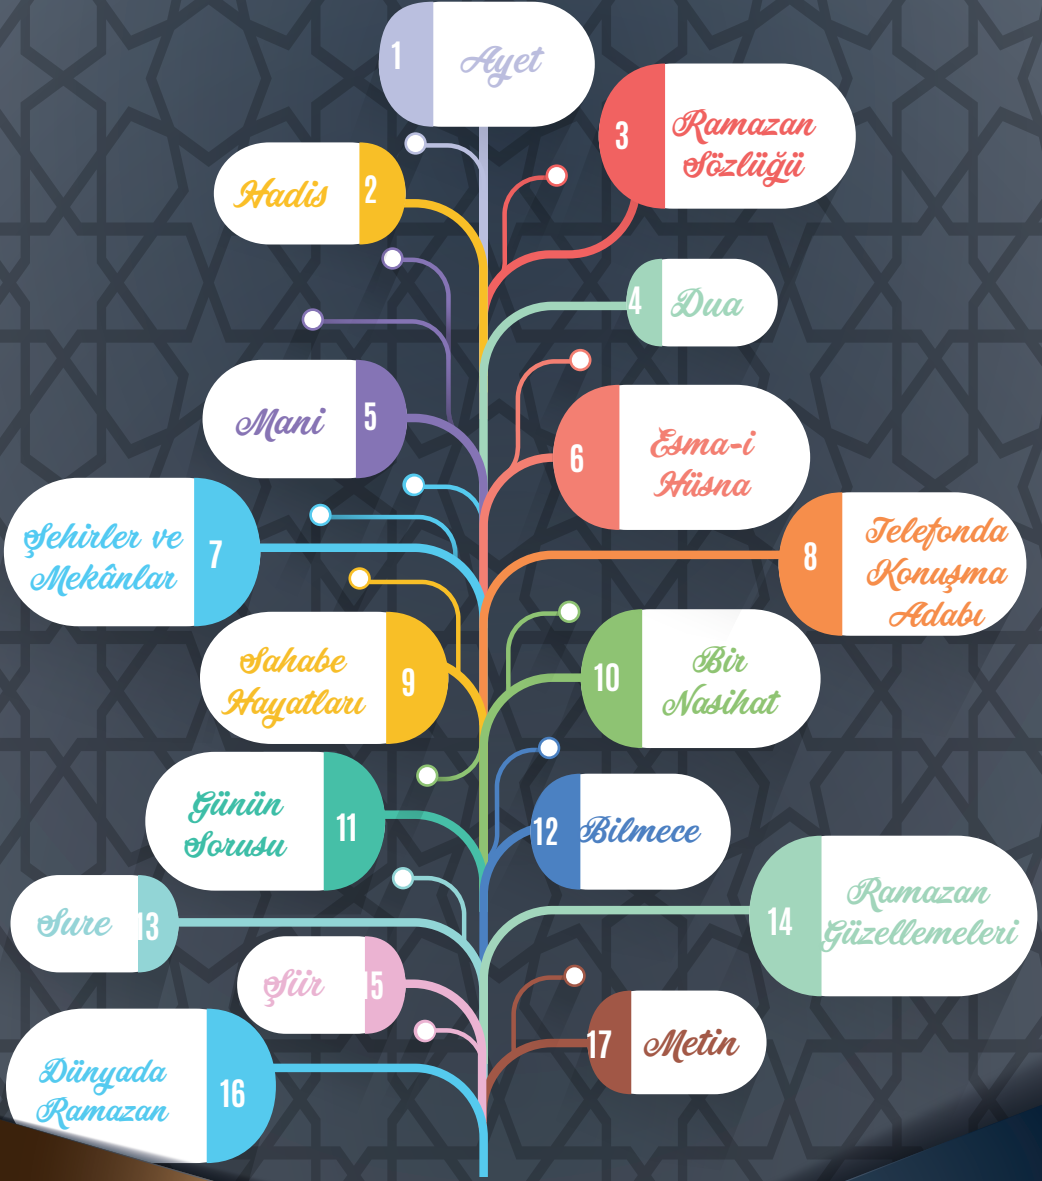 1 Ayet
Hadis 2
3 Ramazan
Sözlüğü
4 Dua
Mani 5
6 Esma-i
Hüsna
Şehirler ve
Mekânlar 7
8 Telefonda
Konuşma
Adabı
Sahabe
Hayatları 9
10 Bir
Nasihat
Günün
Sorusu 11
12 Bilmece
Sure 13
14 Ramazan
Güzellemeleri
Şiir 15
Dünyada
Ramazan 16
17 Metin